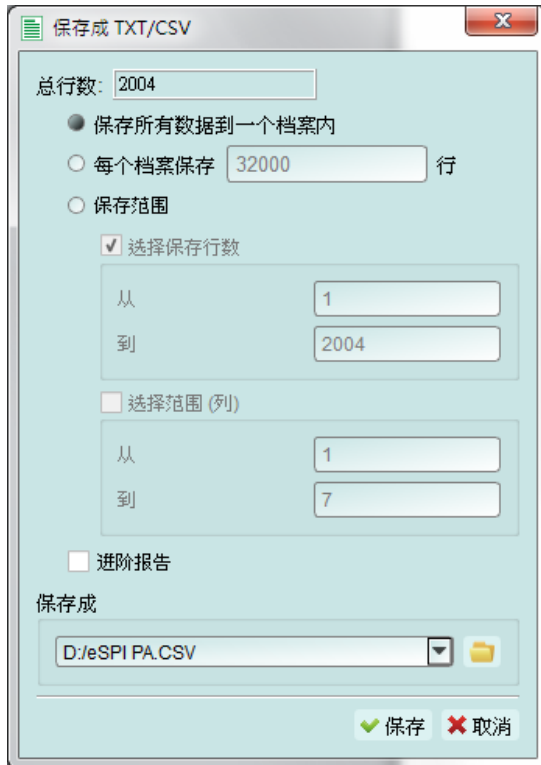 保存成 TXT/CSV
总行数: 2004
保存所有数据到一个档案内
每个档案保存 32000 行
保存范围
选择保存行数
从 1
到 2004
选择范围 (列)
从 1
到 7
进阶报告
保存成
D:/eSPI PA.CSV
保存 取消